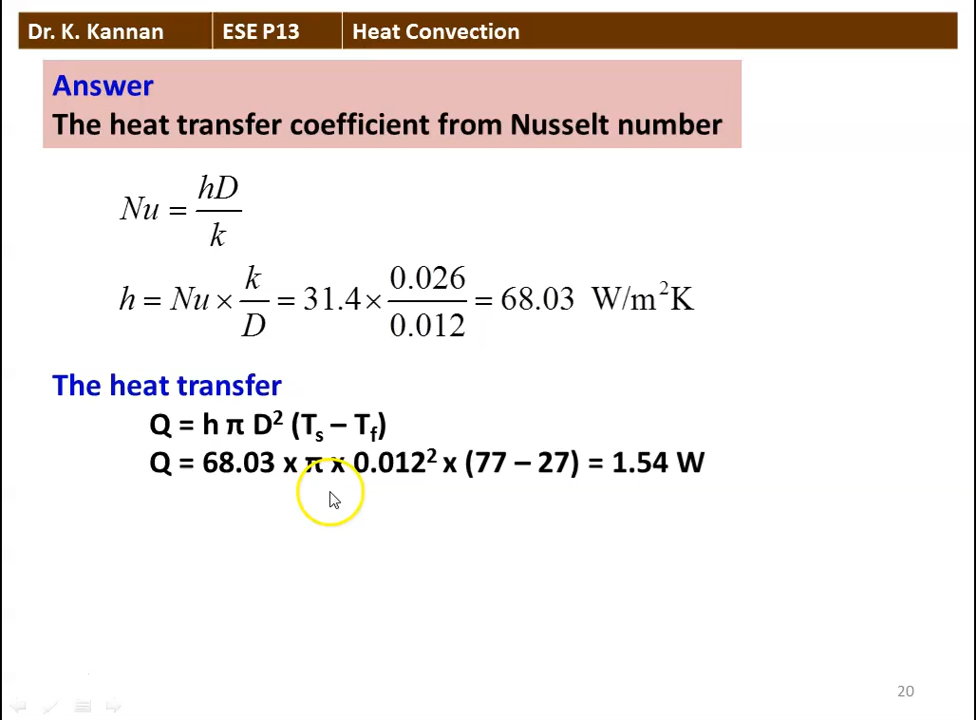 Dr. K. Kannan ESE P13 Heat Convection
Answer
The heat transfer coefficient from Nusselt number
Nu = hD/k
h = Nu × k/D = 31.4 × 0.026/0.012 = 68.03 W/m²K
The heat transfer
Q = h π D² (Tₛ – T_f)
Q = 68.03 x π x 0.012² x (77 – 27) = 1.54 W
20